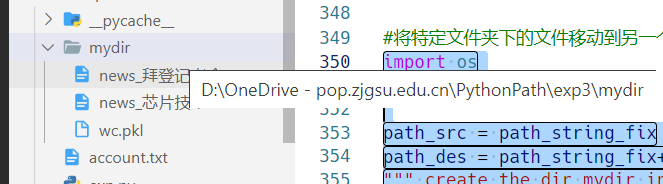 __pycache__
mydir
news_拜登
news_芯片技
wc.pkl
account.txt
D:\OneDrive - pop.zjgsu.edu.cn\PythonPath\exp3\mydir
348
349 #将特定文件夹下的文件移动到另一个
350 import os
353 path_src = path_string_fix
354 path_des = path_string_fix+
355 """ create the dir mydir i